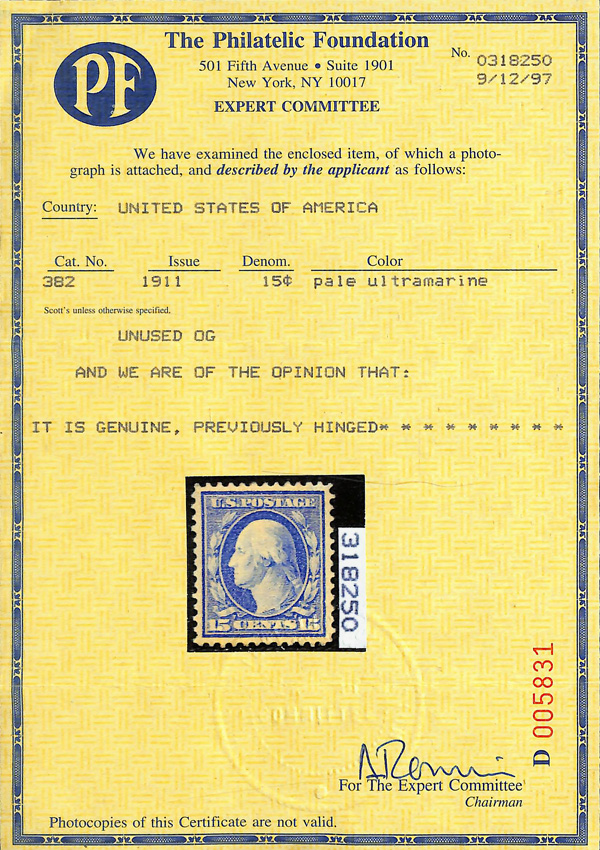 PF
The Philatelic Foundation
501 Fifth Avenue • Suite 1901
New York, NY 10017
EXPERT COMMITTEE
No. 0318250
9/12/97
We have examined the enclosed item, of which a photo-
graph is attached, and described by the applicant as follows:
Country: UNITED STATES OF AMERICA
Cat. No. Issue Denom. Color
382 1911 15¢ pale ultramarine
Scott's unless otherwise specified.
UNUSED OG
AND WE ARE OF THE OPINION THAT:
IT IS GENUINE, PREVIOUSLY HINGED* * * * * * * * *
U.S. POSTAGE
15 CENTS 15
318250
D 005831
For The Expert Committee
Chairman
Photocopies of this Certificate are not valid.